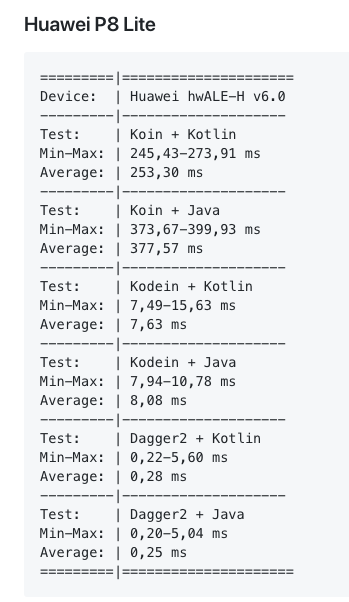 Huawei P8 Lite
=========|=====================
Device:  | Huawei hwALE-H v6.0
---------|--------------------
Test:    | Koin + Kotlin
Min-Max: | 245,43-273,91 ms
Average: | 253,30 ms
---------|--------------------
Test:    | Koin + Java
Min-Max: | 373,67-399,93 ms
Average: | 377,57 ms
---------|--------------------
Test:    | Kodein + Kotlin
Min-Max: | 7,49-15,63 ms
Average: | 7,63 ms
---------|--------------------
Test:    | Kodein + Java
Min-Max: | 7,94-10,78 ms
Average: | 8,08 ms
---------|--------------------
Test:    | Dagger2 + Kotlin
Min-Max: | 0,22-5,60 ms
Average: | 0,28 ms
---------|--------------------
Test:    | Dagger2 + Java
Min-Max: | 0,20-5,04 ms
Average: | 0,25 ms
=========|=====================